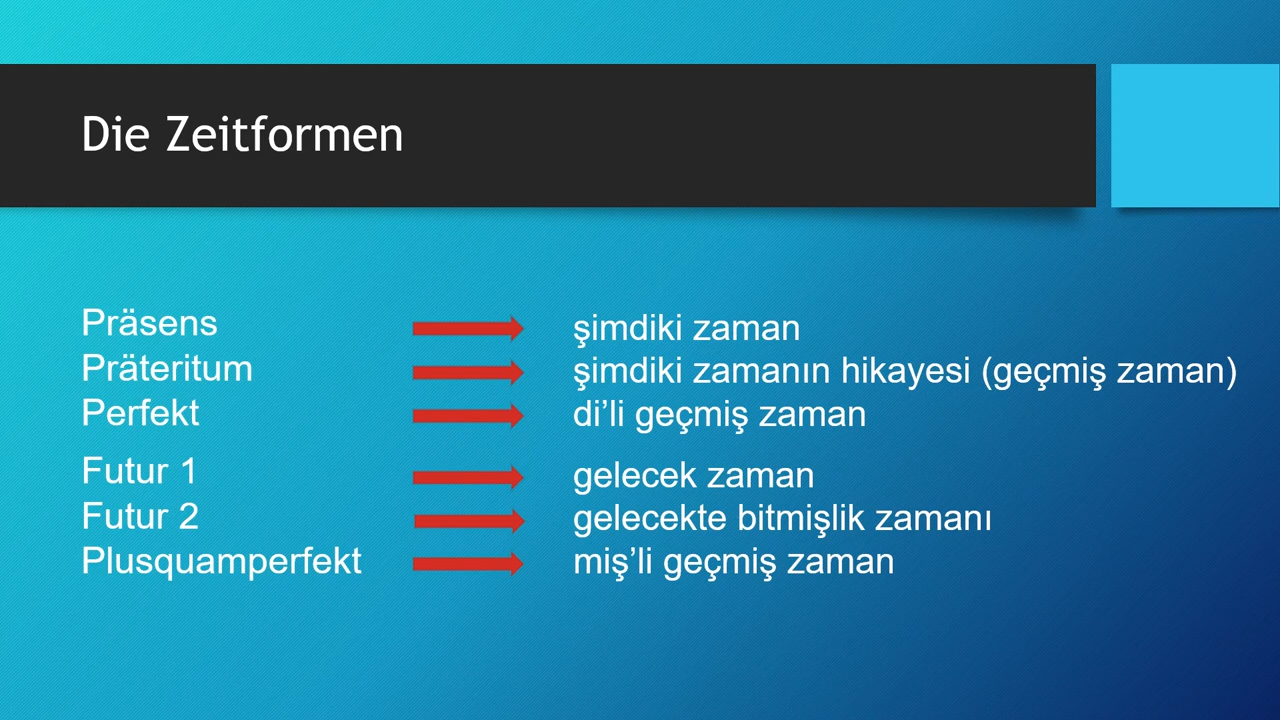 Die Zeitformen
Präsens şimdiki zaman
Präteritum şimdiki zamanın hikayesi (geçmiş zaman)
Perfekt di’li geçmiş zaman
Futur 1 gelecek zaman
Futur 2 gelecekte bitmişlik zamanı
Plusquamperfekt miş’li geçmiş zaman